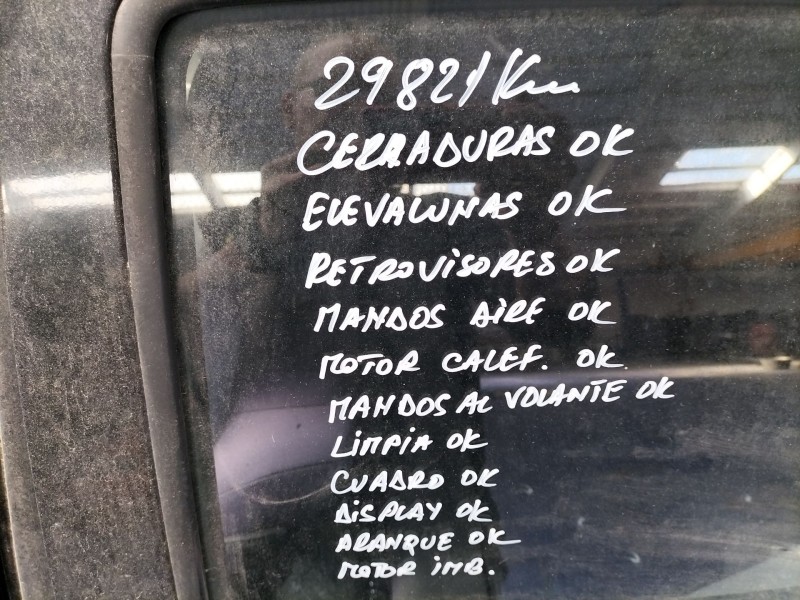 29821 Km
CERRADURAS OK
ELEVALUNAS OK
RETROVISORES OK
MANDOS AIRE OK
MOTOR CALEF. OK
MANDOS AL VOLANTE OK
LIMPIA OK
CUADRO OK
DISPLAY OK
ARANQUE OK
MOTOR IMB.